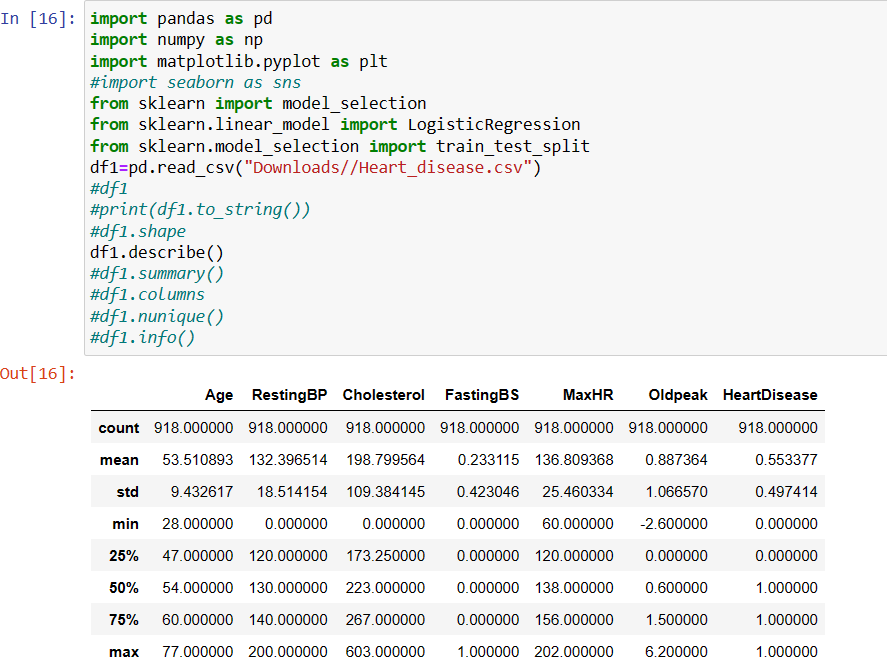 In [16]: import pandas as pd
import numpy as np
import matplotlib.pyplot as plt
#import seaborn as sns
from sklearn import model_selection
from sklearn.linear_model import LogisticRegression
from sklearn.model_selection import train_test_split
df1=pd.read_csv("Downloads//Heart_disease.csv")
#df1
#print(df1.to_string())
#df1.shape
df1.describe()
#df1.summary()
#df1.columns
#df1.nunique()
#df1.info()
Out[16]:
Age RestingBP Cholesterol FastingBS MaxHR Oldpeak HeartDisease
count 918.000000 918.000000 918.000000 918.000000 918.000000 918.000000 918.000000
mean 53.510893 132.396514 198.799564 0.233115 136.809368 0.887364 0.553377
std 9.432617 18.514154 109.384145 0.423046 25.460334 1.066570 0.497414
min 28.000000 0.000000 0.000000 0.000000 60.000000 -2.600000 0.000000
25% 47.000000 120.000000 173.250000 0.000000 120.000000 0.000000 0.000000
50% 54.000000 130.000000 223.000000 0.000000 138.000000 0.600000 1.000000
75% 60.000000 140.000000 267.000000 0.000000 156.000000 1.500000 1.000000
max 77.000000 200.000000 603.000000 1.000000 202.000000 6.200000 1.000000